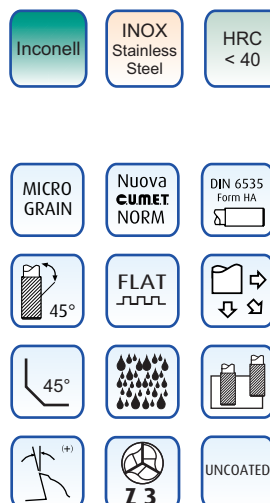 Inconell
INOX
Stainless
Steel
HRC
< 40
MICRO
GRAIN
Nuova
C.U.M.E.T.
NORM
DIN 6535
Form HA
45°
FLAT
45°
(+)
Z 3
UNCOATED